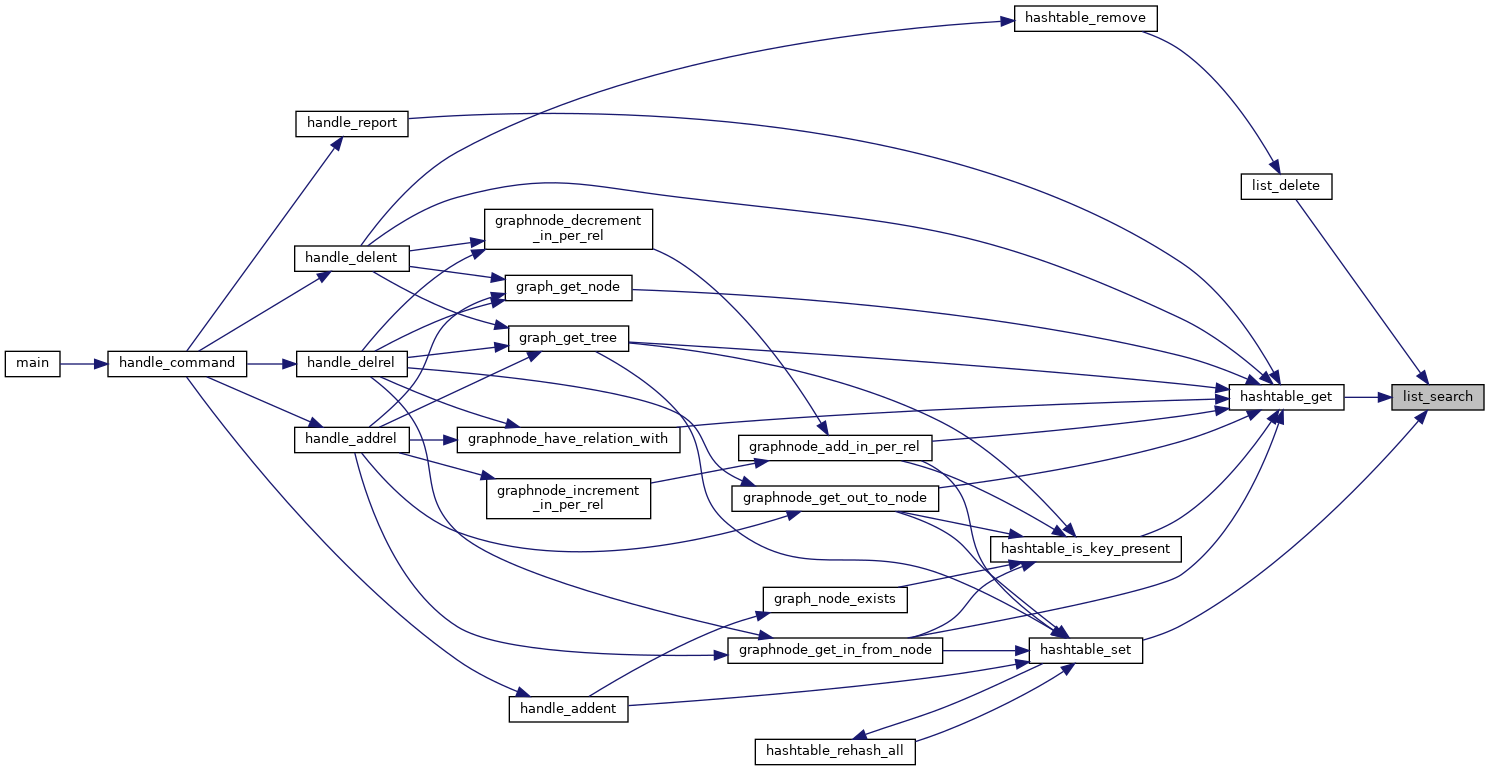 hashtable_remove
handle_report
list_delete
graphnode_decrement
_in_per_rel
handle_delent
graph_get_node
graph_get_tree
main
handle_command
handle_delrel
hashtable_get
list_search
handle_addrel
graphnode_have_relation_with
graphnode_add_in_per_rel
graphnode_increment
_in_per_rel
graphnode_get_out_to_node
hashtable_is_key_present
graph_node_exists
graphnode_get_in_from_node
hashtable_set
handle_addent
hashtable_rehash_all